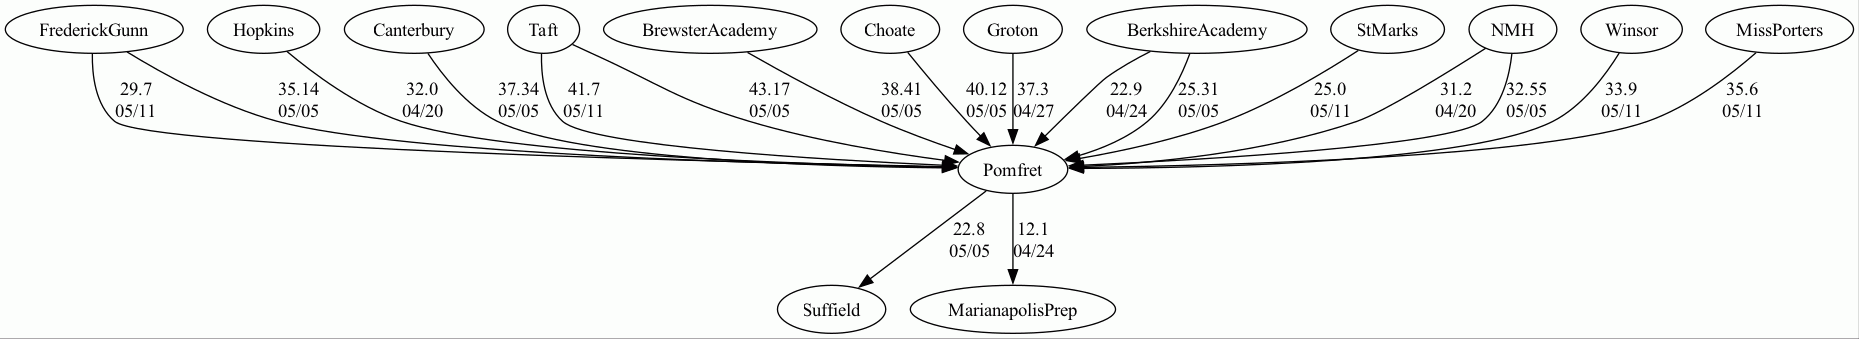 FrederickGunn Hopkins Canterbury Taft BrewsterAcademy Choate Groton BerkshireAcademy StMarks NMH Winsor MissPorters
29.7 35.14 32.0 37.34 41.7 43.17 38.41 40.12 37.3 22.9 25.31 25.0 31.2 32.55 33.9 35.6
05/11 05/05 04/20 05/05 05/11 05/05 05/05 05/05 04/27 04/24 05/05 05/11 04/20 05/05 05/11 05/11
Pomfret
22.8 12.1
05/05 04/24
Suffield MarianapolisPrep